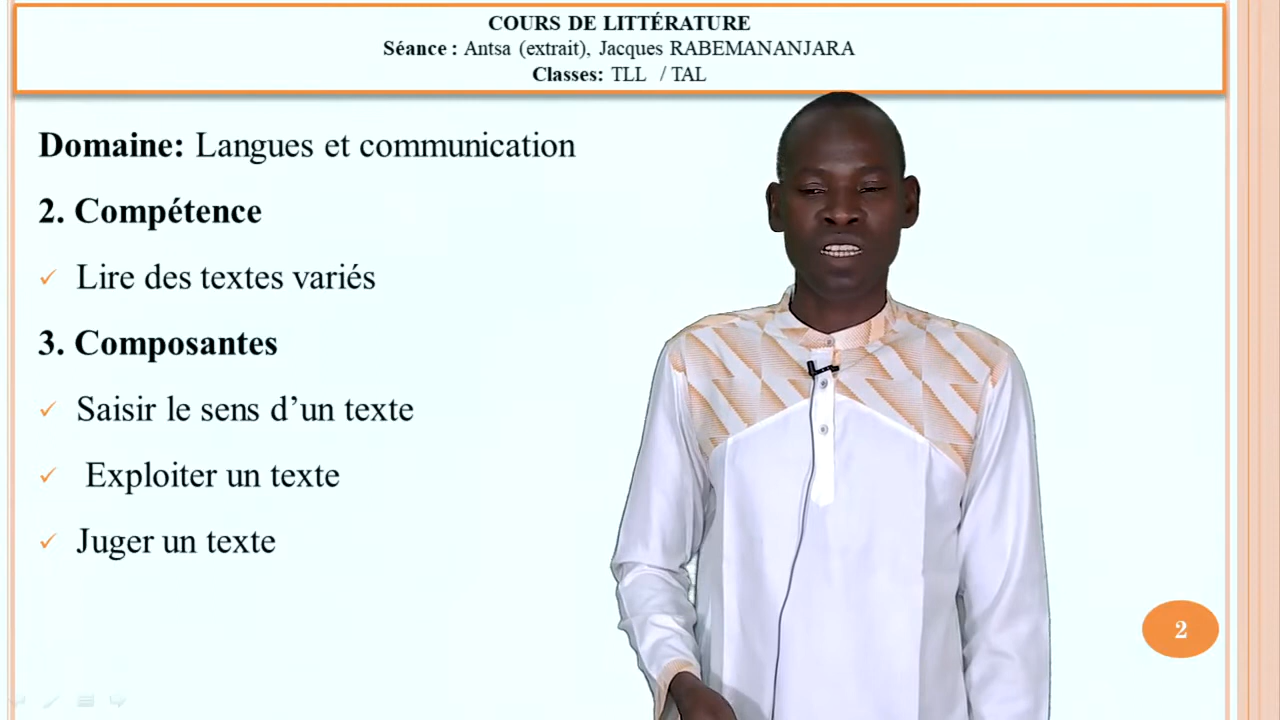 COURS DE LITTÉRATURE
Séance : Antsa (extrait), Jacques RABEMANANJARA
Classes: TLL / TAL
Domaine: Langues et communication
2. Compétence
✓ Lire des textes variés
3. Composantes
✓ Saisir le sens d’un texte
✓ Exploiter un texte
✓ Juger un texte
2